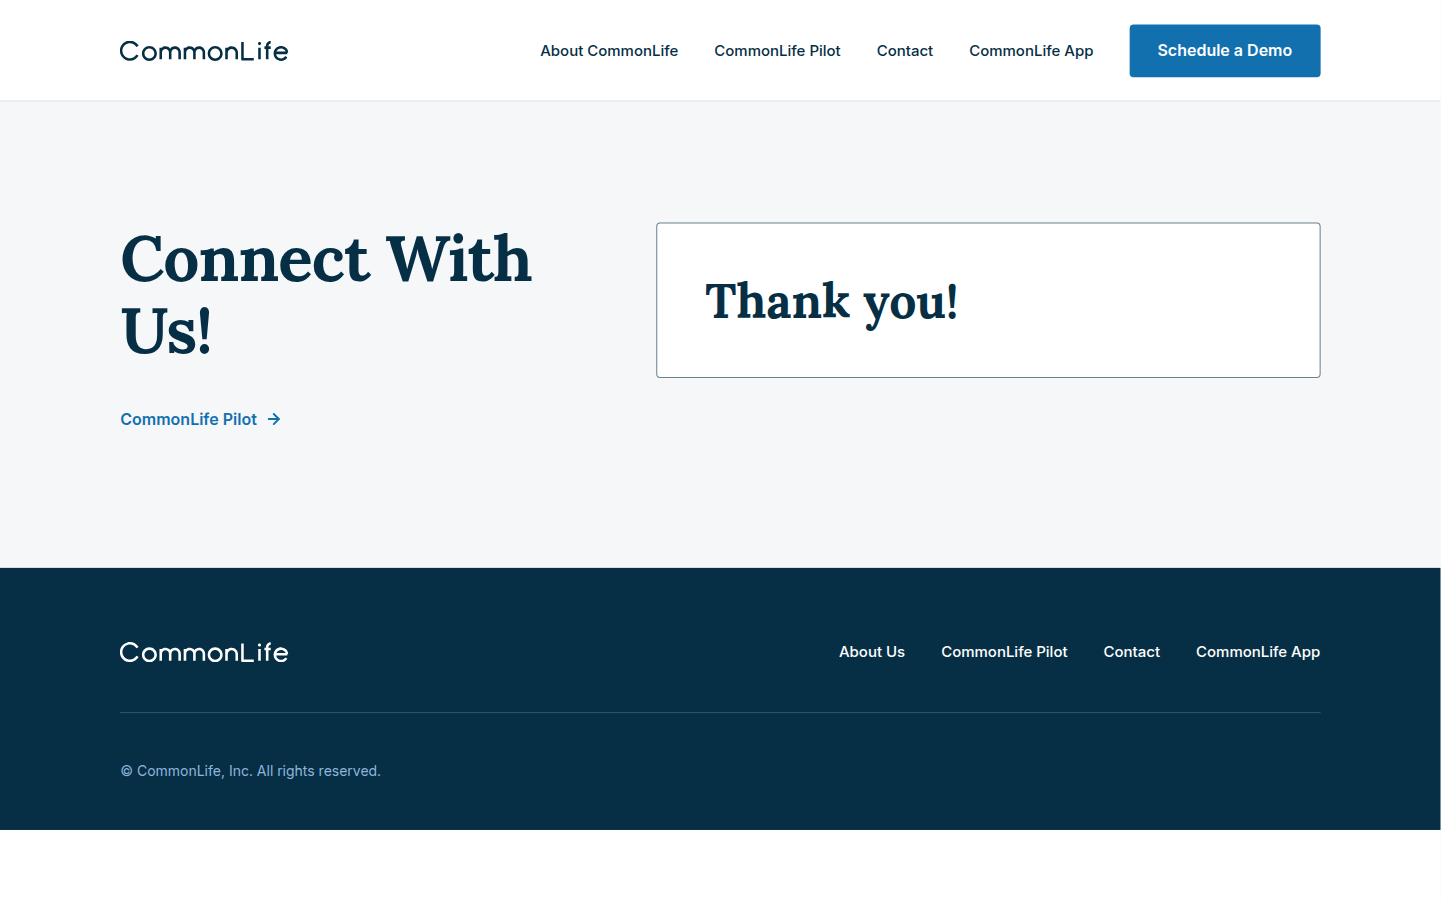 CommonLife
About CommonLife
CommonLife Pilot
Contact
CommonLife App
Schedule a Demo
Connect With
Us!
CommonLife Pilot
Thank you!
CommonLife
About Us
CommonLife Pilot
Contact
CommonLife App
© CommonLife, Inc. All rights reserved.